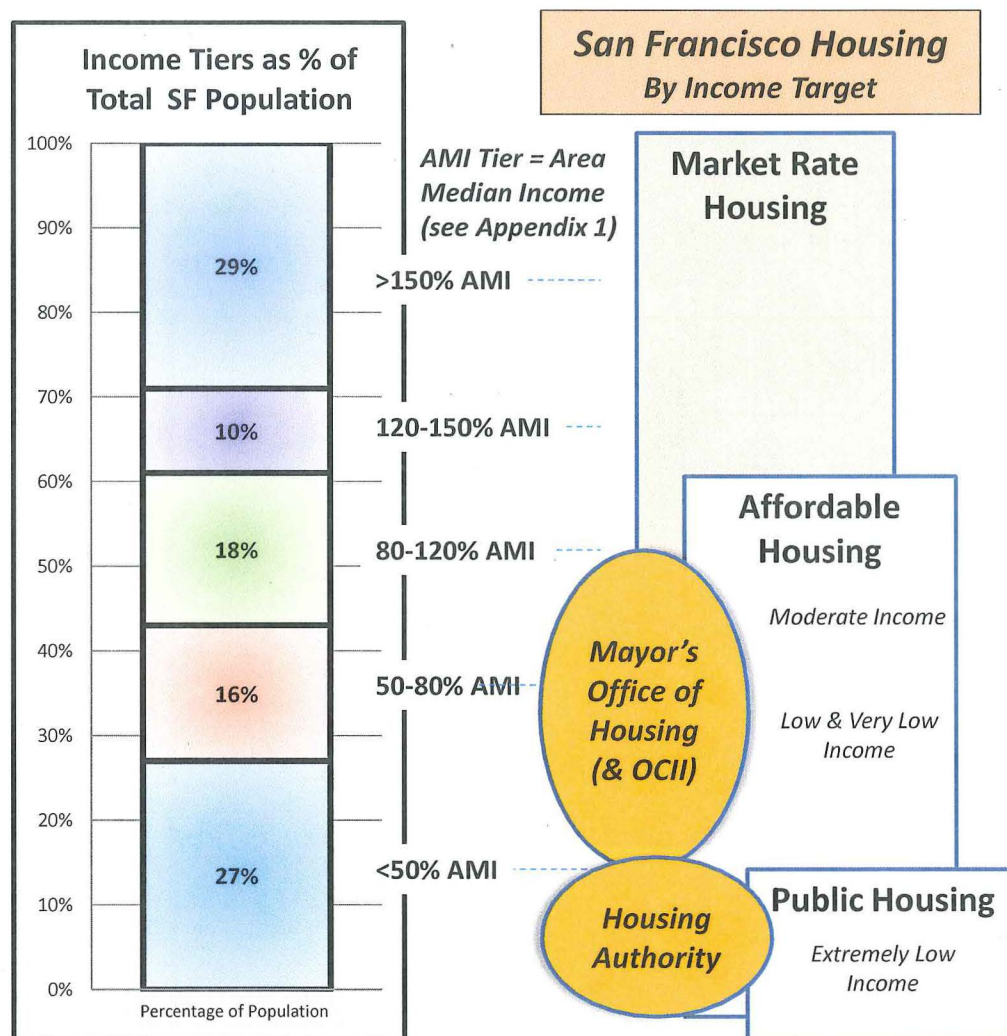 Income Tiers as % of
Total SF Population
100%
90%
80%
70%
60%
50%
40%
30%
20%
10%
0%
29%
10%
18%
16%
27%
Percentage of Population
AMI Tier = Area
Median Income
(see Appendix 1)
>150% AMI
120-150% AMI
80-120% AMI
50-80% AMI
<50% AMI
San Francisco Housing
By Income Target
Market Rate
Housing
Affordable
Housing
Moderate Income
Low & Very Low
Income
Mayor's
Office of
Housing
(& OCII)
Housing
Authority
Public Housing
Extremely Low
Income